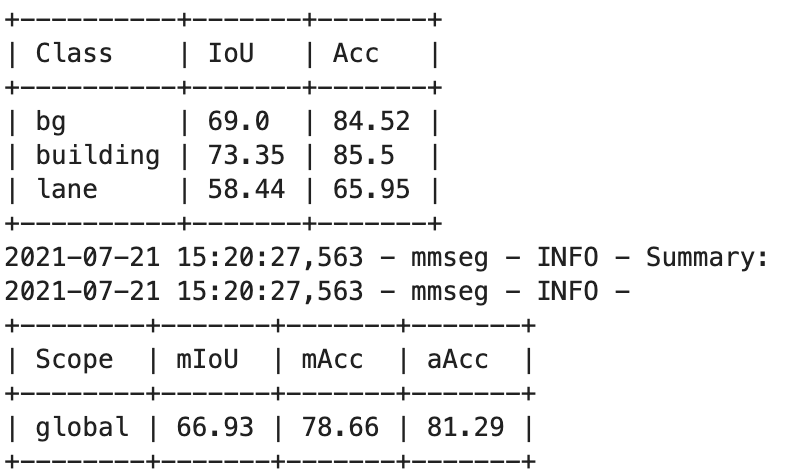 +----------+-------+-------+
| Class    | IoU   | Acc   |
+----------+-------+-------+
| bg       | 69.0  | 84.52 |
| building | 73.35 | 85.5  |
| lane     | 58.44 | 65.95 |
+----------+-------+-------+
2021-07-21 15:20:27,563 - mmseg - INFO - Summary:
2021-07-21 15:20:27,563 - mmseg - INFO -
+--------+-------+-------+-------+
| Scope  | mIoU  | mAcc  | aAcc  |
+--------+-------+-------+-------+
| global | 66.93 | 78.66 | 81.29 |
+--------+-------+-------+-------+